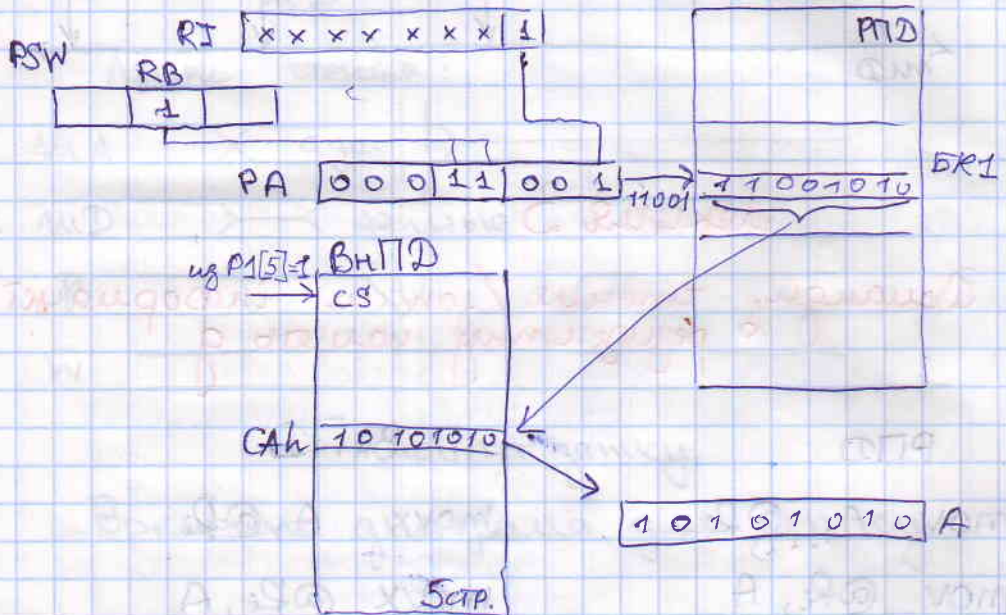 RI x x x x x x x 1
РПД
PSW
RB
1
РА 0 0 0 1 1 0 0 1
11001
1 1 0 0 1 0 1 0
БК1
из P1[5]=1
ВнПД
CS
CAh 1 0 1 0 1 0 1 0
1 0 1 0 1 0 1 0 A
5стр.